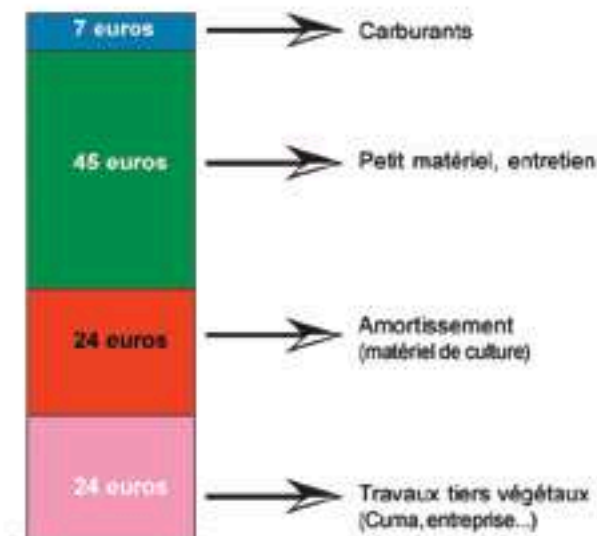 7 euros
Carburants
45 euros
Petit matériel, entretien
24 euros
Amortissement
(matériel de culture)
24 euros
Travaux tiers végétaux
(Cuma, entreprise...)